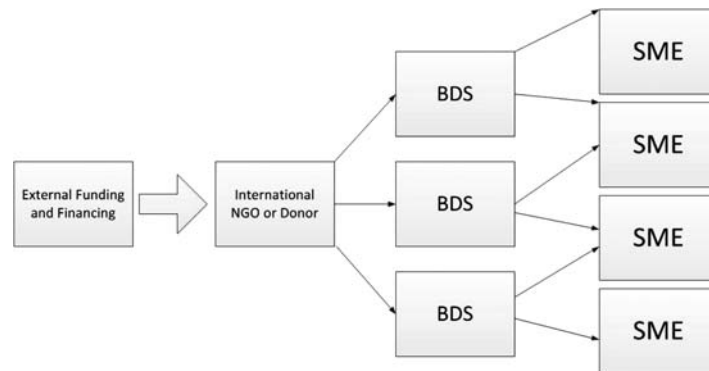 External Funding
and Financing
International
NGO or Donor
BDS
BDS
BDS
SME
SME
SME
SME